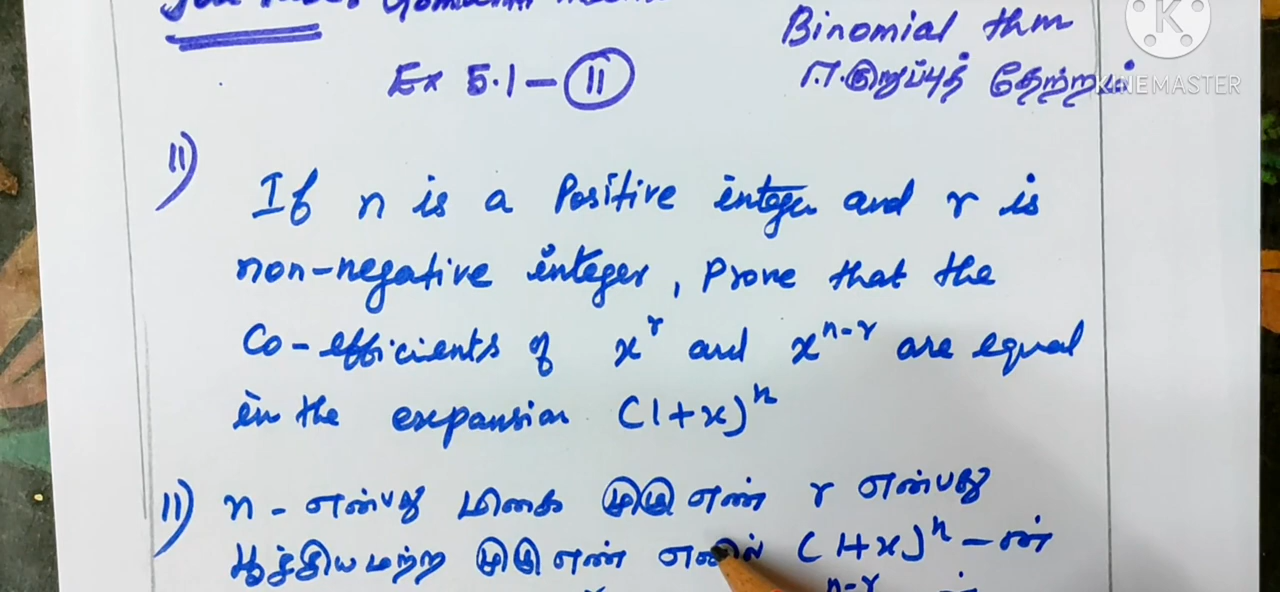 Binomial thm
Ex 5.1 - 11
ஈ.உறுப்புத் தேற்றம்
KINEMASTER
11)
If n is a Positive integer and r is
non-negative integer, Prove that the
Co-efficients of x^r and x^{n-r} are equal
in the expansion (1+x)^n
11) n - என்பது மிகை முழு எண் r என்பது
முழு எண் எனில் (1+x)^n - ன்
n-r